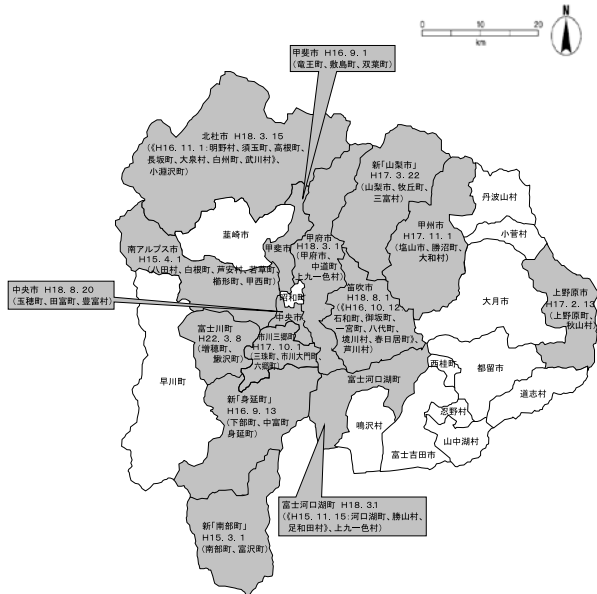 0 10 20
km
N
甲斐市 H16.9.1
(竜王町、敷島町、双葉町)
北杜市 H18.3.15
(《H16.11.1:明野村、須玉町、高根町、
長坂町、大泉村、白州町、武川村》、
小淵沢町)
新「山梨市」
H17.3.22
(山梨市、牧丘町、
三富村)
丹波山村
小菅村
甲州市
H17.11.1
(塩山市、勝沼町、
大和村)
韮崎市
南アルプス市
H15.4.1
(八田村、白根町、芦安村、若草町、
櫛形町、甲西町)
甲斐市
甲府市
H18.3.1
(甲府市、
中道町、
上九一色村)
中央市 H18.8.20
(玉穂町、田富町、豊富村)
昭和町
中央市
笛吹市
H18.8.1
(《H16.10.12
石和町、御坂町、
一宮町、八代町、
境川村、春日居町》、
芦川村)
大月市
上野原市
H17.2.13
(上野原町、
秋山村)
富士川町
H22.3.8
(増穂町、
鰍沢町)
市川三郷町
H17.10.1
(三珠町、市川大門町、
六郷町)
早川町
新「身延町」
H16.9.13
(下部町、中富町
身延町)
富士河口湖町
西桂町
都留市
道志村
鳴沢村
忍野村
山中湖村
富士吉田市
富士河口湖町 H18.3.1
(《H15.11.15:河口湖町、勝山村、
足和田村》、上九一色村)
新「南部町」
H15.3.1
(南部町、富沢町)